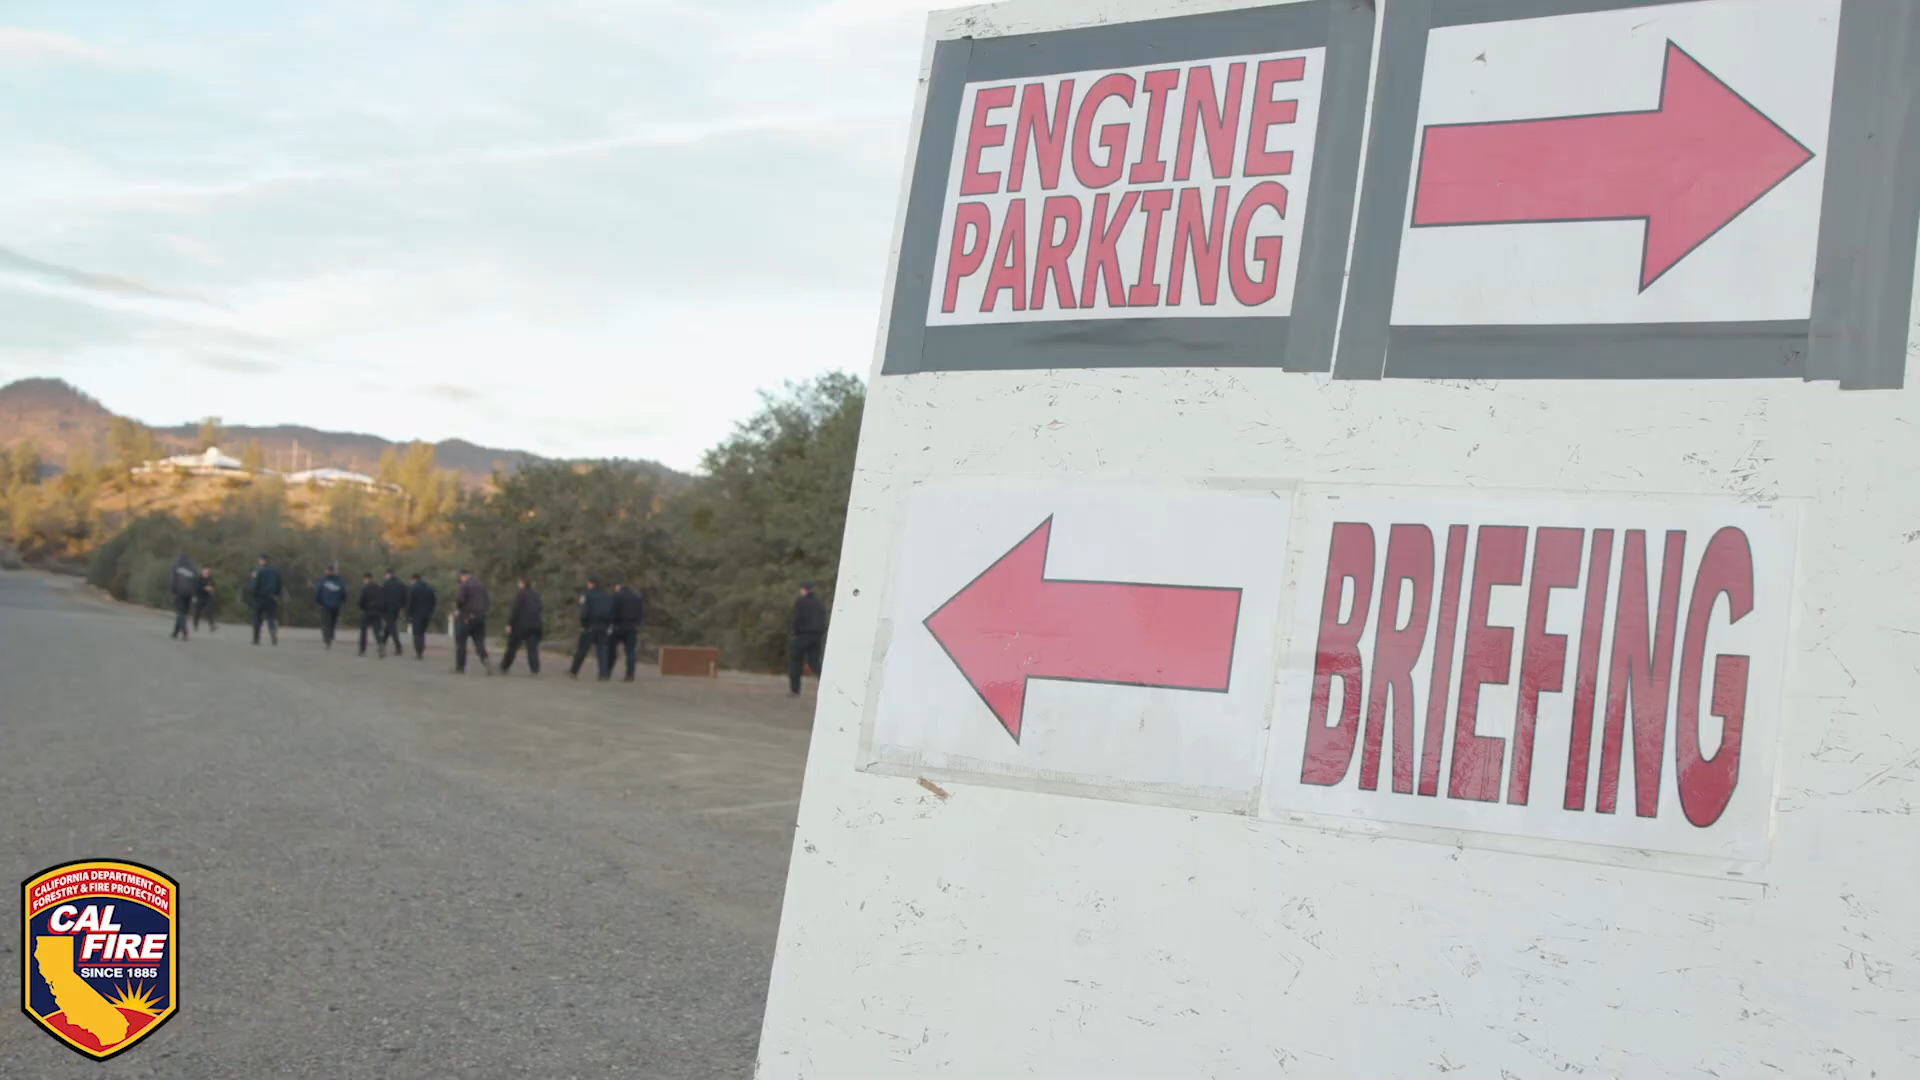 ENGINE
PARKING
BRIEFING
CALIFORNIA DEPARTMENT OF
FORESTRY & FIRE PROTECTION
CAL
FIRE
SINCE 1885